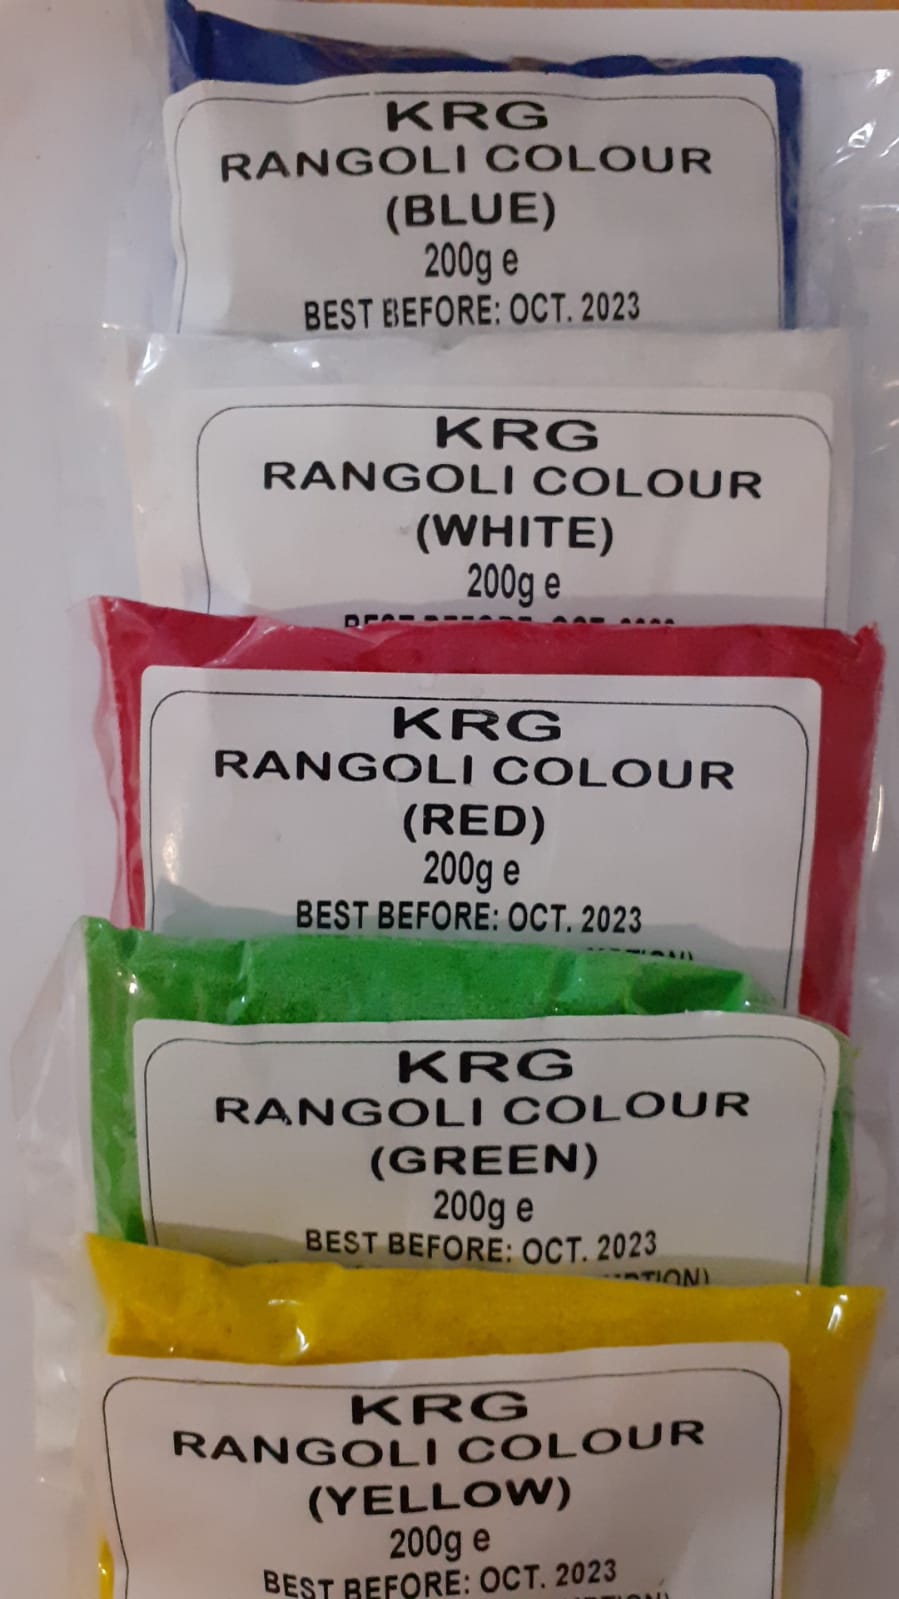 KRG
RANGOLI COLOUR
(BLUE)
200g e
BEST BEFORE: OCT. 2023
KRG
RANGOLI COLOUR
(WHITE)
200g e
KRG
RANGOLI COLOUR
(RED)
200g e
BEST BEFORE: OCT. 2023
KRG
RANGOLI COLOUR
(GREEN)
200g e
BEST BEFORE: OCT. 2023
KRG
RANGOLI COLOUR
(YELLOW)
200g e
BEST BEFORE: OCT. 2023